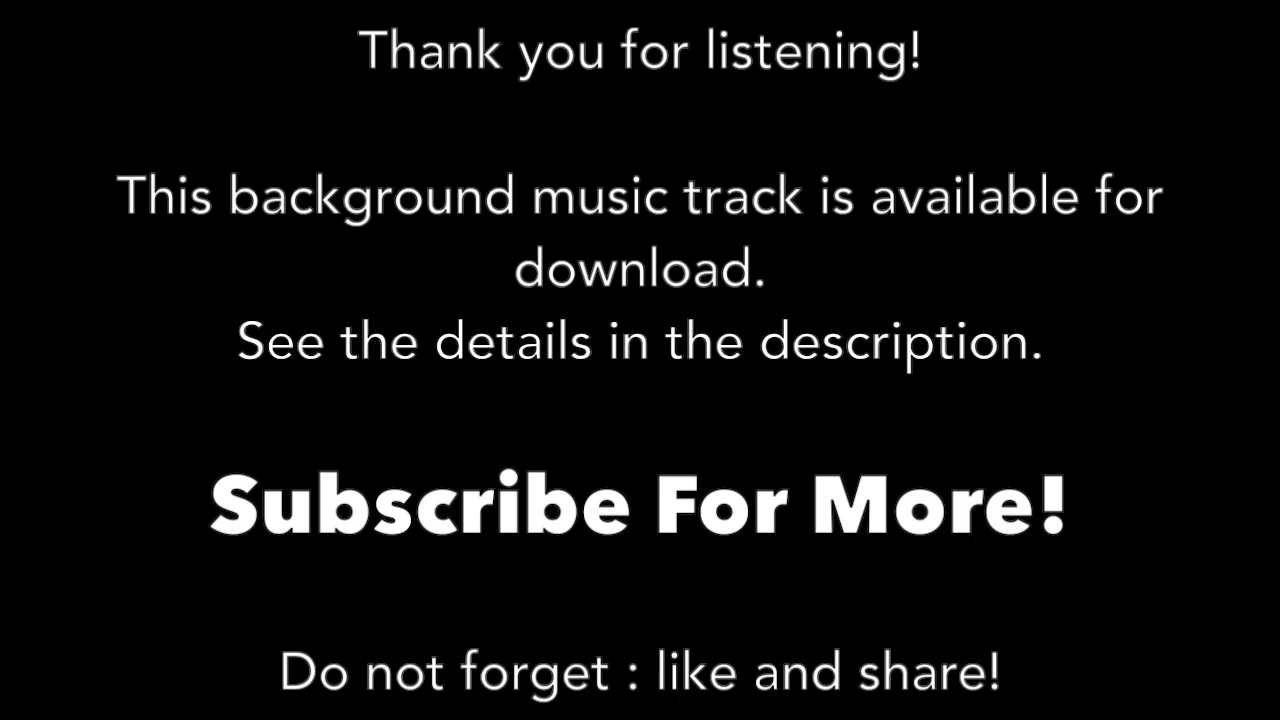 Thank you for listening!
This background music track is available for
download.
See the details in the description.
Subscribe For More!
Do not forget : like and share!